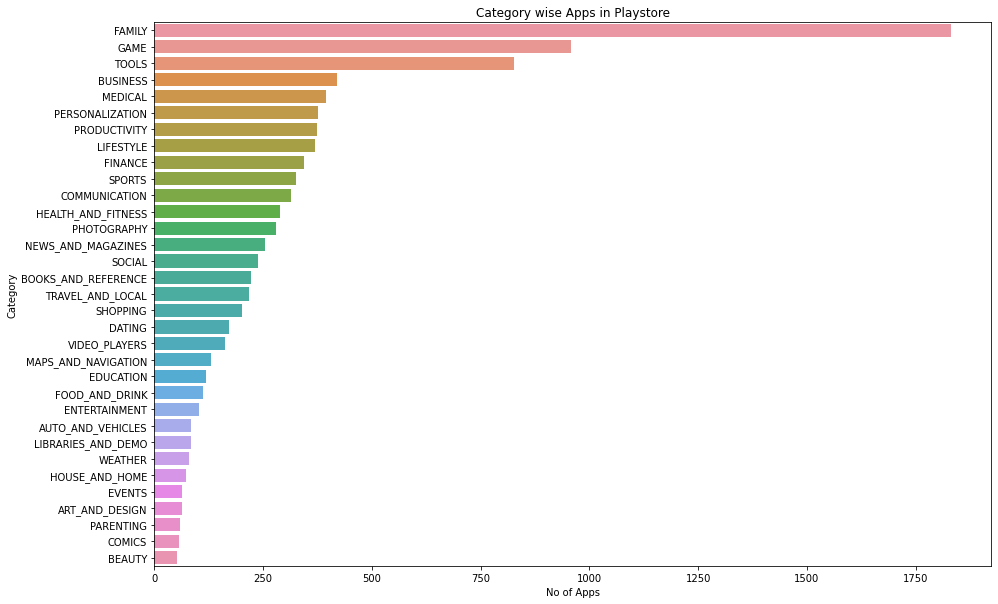 Category wise Apps in Playstore
FAMILY
GAME
TOOLS
BUSINESS
MEDICAL
PERSONALIZATION
PRODUCTIVITY
LIFESTYLE
FINANCE
SPORTS
COMMUNICATION
HEALTH_AND_FITNESS
PHOTOGRAPHY
NEWS_AND_MAGAZINES
SOCIAL
BOOKS_AND_REFERENCE
TRAVEL_AND_LOCAL
SHOPPING
DATING
VIDEO_PLAYERS
MAPS_AND_NAVIGATION
EDUCATION
FOOD_AND_DRINK
ENTERTAINMENT
AUTO_AND_VEHICLES
LIBRARIES_AND_DEMO
WEATHER
HOUSE_AND_HOME
EVENTS
ART_AND_DESIGN
PARENTING
COMICS
BEAUTY
Category
0 250 500 750 1000 1250 1500 1750
No of Apps